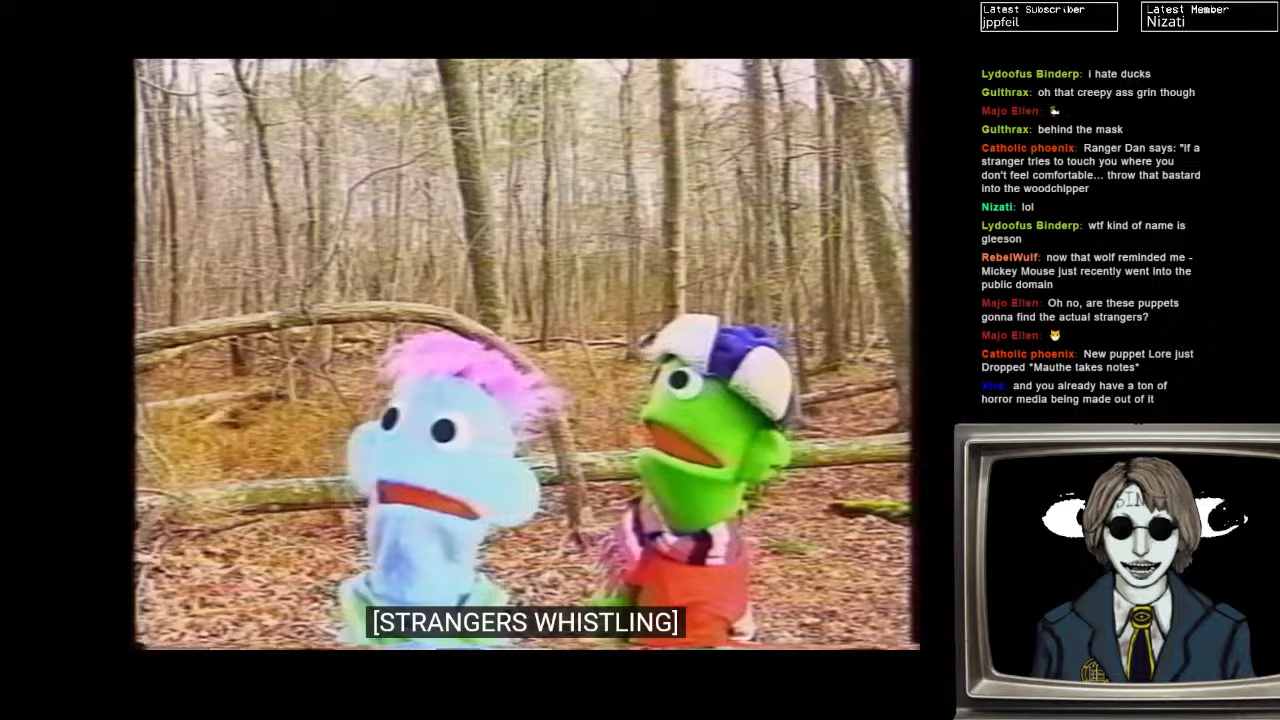 Latest Subscriber
jppfeil
Latest Member
Nizati
Lydoofus Binderp: i hate ducks
Gulthrax: oh that creepy ass grin though
Majo Ellen:
Gulthrax: behind the mask
Catholic phoenix: Ranger Dan says: "if a
stranger tries to touch you where you
don't feel comfortable... throw that bastard
into the woodchipper
Nizati: lol
Lydoofus Binderp: wtf kind of name is
gleeson
RebelWulf: now that wolf reminded me -
Mickey Mouse just recently went into the
public domain
Majo Ellen: Oh no, are these puppets
gonna find the actual strangers?
Majo Ellen:
Catholic phoenix: New puppet Lore just
Dropped *Mauthe takes notes*
and you already have a ton of
horror media being made out of it
[STRANGERS WHISTLING]